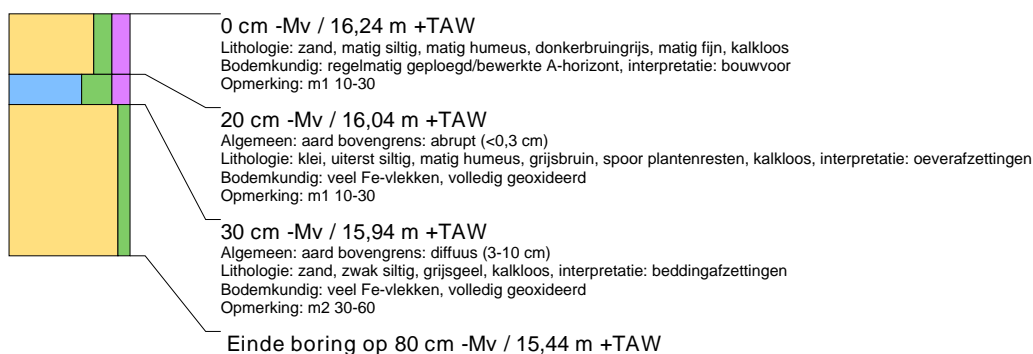 0 cm -Mv / 16,24 m +TAW
Lithologie: zand, matig siltig, matig humeus, donkerbruingrijs, matig fijn, kalkloos
Bodemkundig: regelmatig geploegd/bewerkte A-horizont, interpretatie: bouwvoor
Opmerking: m1 10-30
20 cm -Mv / 16,04 m +TAW
Algemeen: aard bovengrens: abrupt (<0,3 cm)
Lithologie: klei, uiterst siltig, matig humeus, grijsbruin, spoor plantenresten, kalkloos, interpretatie: oeverafzettingen
Bodemkundig: veel Fe-vlekken, volledig geoxideerd
Opmerking: m1 10-30
30 cm -Mv / 15,94 m +TAW
Algemeen: aard bovengrens: diffuus (3-10 cm)
Lithologie: zand, zwak siltig, grijsgeel, kalkloos, interpretatie: beddingafzettingen
Bodemkundig: veel Fe-vlekken, volledig geoxideerd
Opmerking: m2 30-60
Einde boring op 80 cm -Mv / 15,44 m +TAW